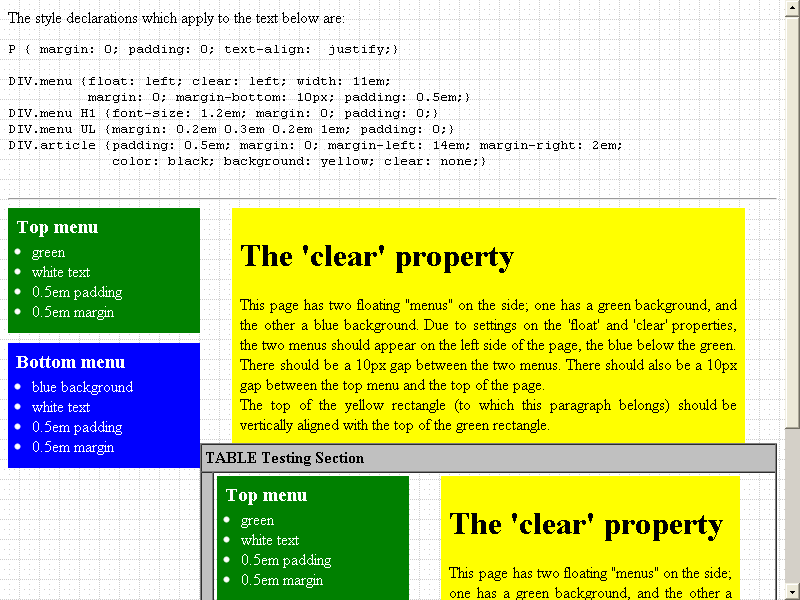 The style declarations which apply to the text below are:
P { margin: 0; padding: 0; text-align:  justify;}
DIV.menu {float: left; clear: left; width: 11em;
          margin: 0; margin-bottom: 10px; padding: 0.5em;}
DIV.menu H1 {font-size: 1.2em; margin: 0; padding: 0;}
DIV.menu UL {margin: 0.2em 0.3em 0.2em 1em; padding: 0;}
DIV.article {padding: 0.5em; margin: 0; margin-left: 14em; margin-right: 2em;
             color: black; background: yellow; clear: none;}
Top menu
green
white text
0.5em padding
0.5em margin
Bottom menu
blue background
white text
0.5em padding
0.5em margin
The 'clear' property
This page has two floating "menus" on the side; one has a green background, and
the other a blue background. Due to settings on the 'float' and 'clear' properties,
the two menus should appear on the left side of the page, the blue below the green.
There should be a 10px gap between the two menus. There should also be a 10px
gap between the top menu and the top of the page.
The top of the yellow rectangle (to which this paragraph belongs) should be
vertically aligned with the top of the green rectangle.
TABLE Testing Section
Top menu
green
white text
0.5em padding
0.5em margin
The 'clear' property
This page has two floating "menus" on the side;
one has a green background, and the other a